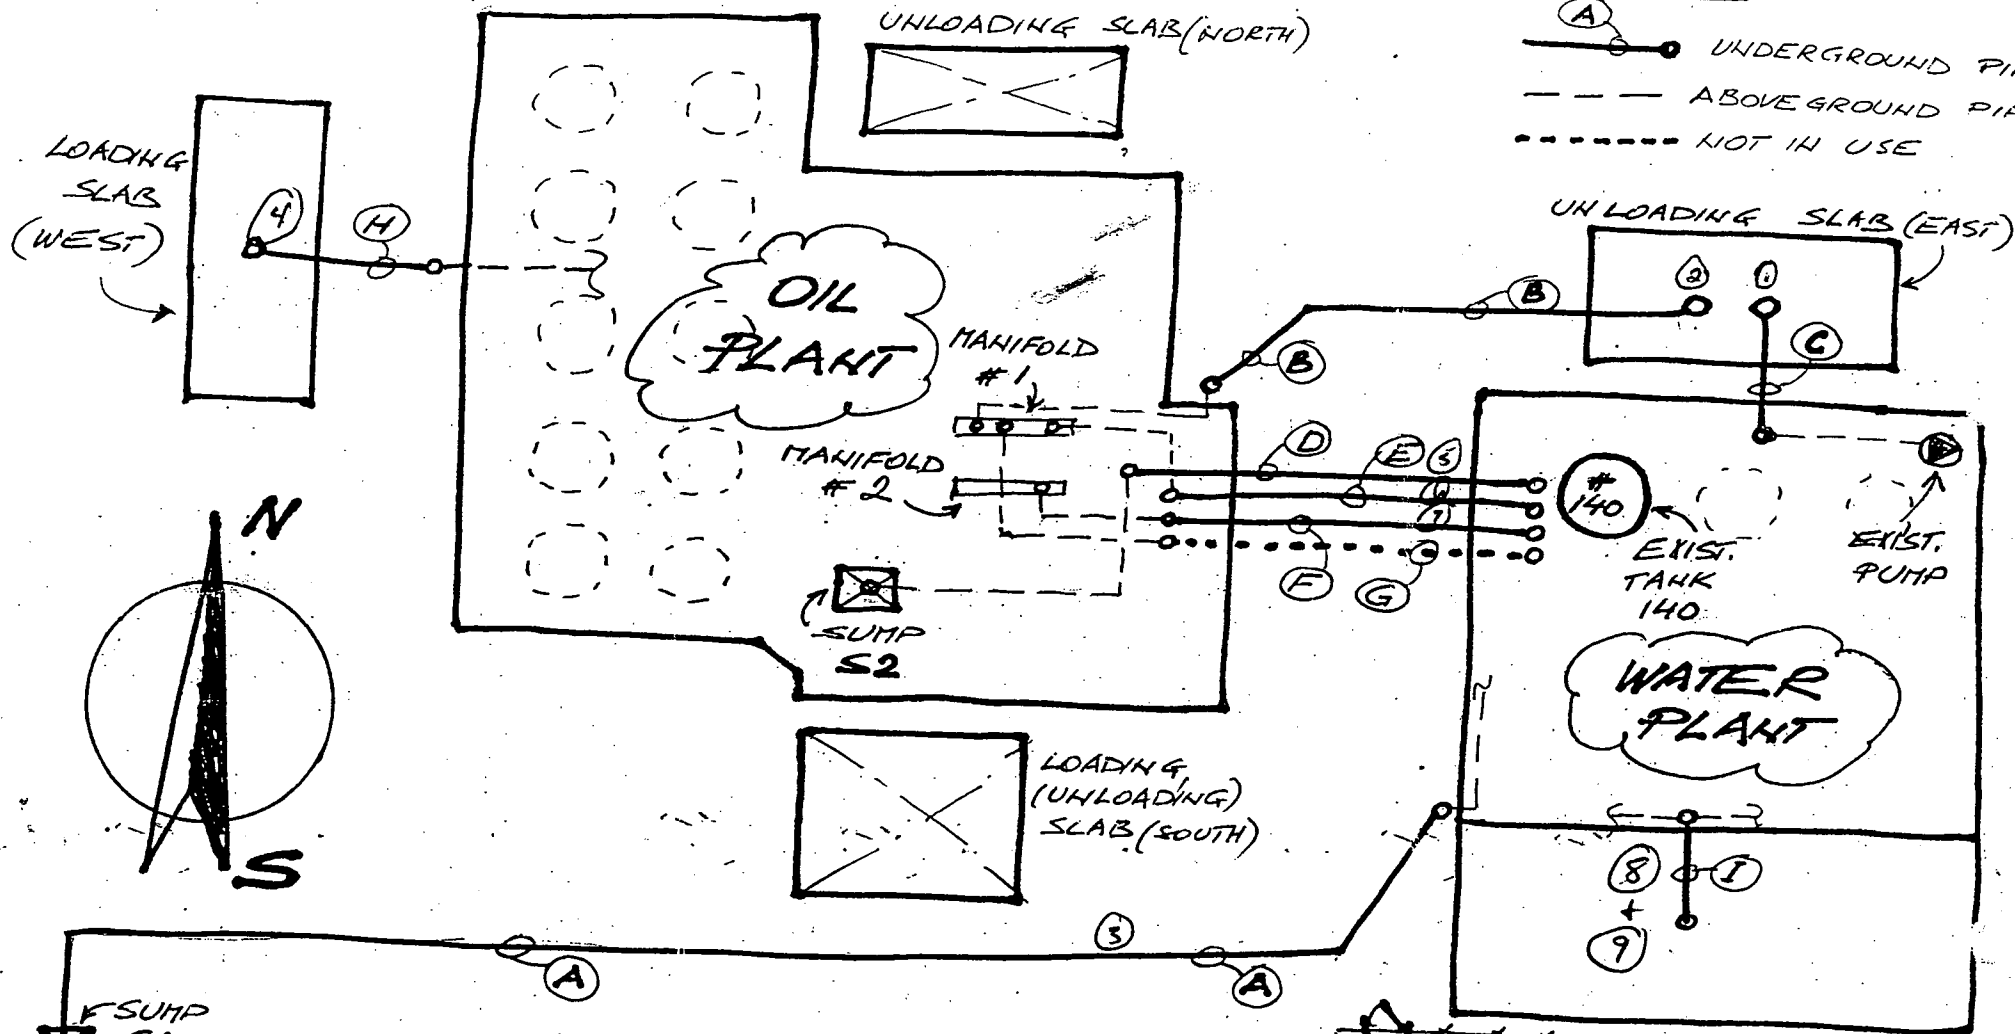 UNLOADING SLAB (NORTH)
A
UNDERGROUND
ABOVEGROUND
NOT IN USE
LOADING
SLAB
(WEST)
4
H
UNLOADING SLAB (EAST)
2
1
B
B
C
OIL
PLANT
MANIFOLD
#1
MANIFOLD
#2
D
E
5
6
7
F
G
#
140
EXIST.
TANK
140
EXIST.
PUMP
N
S
SUMP
S2
WATER
PLANT
LOADING
(UNLOADING)
SLAB (SOUTH)
8
+
9
I
3
A
A
SUMP